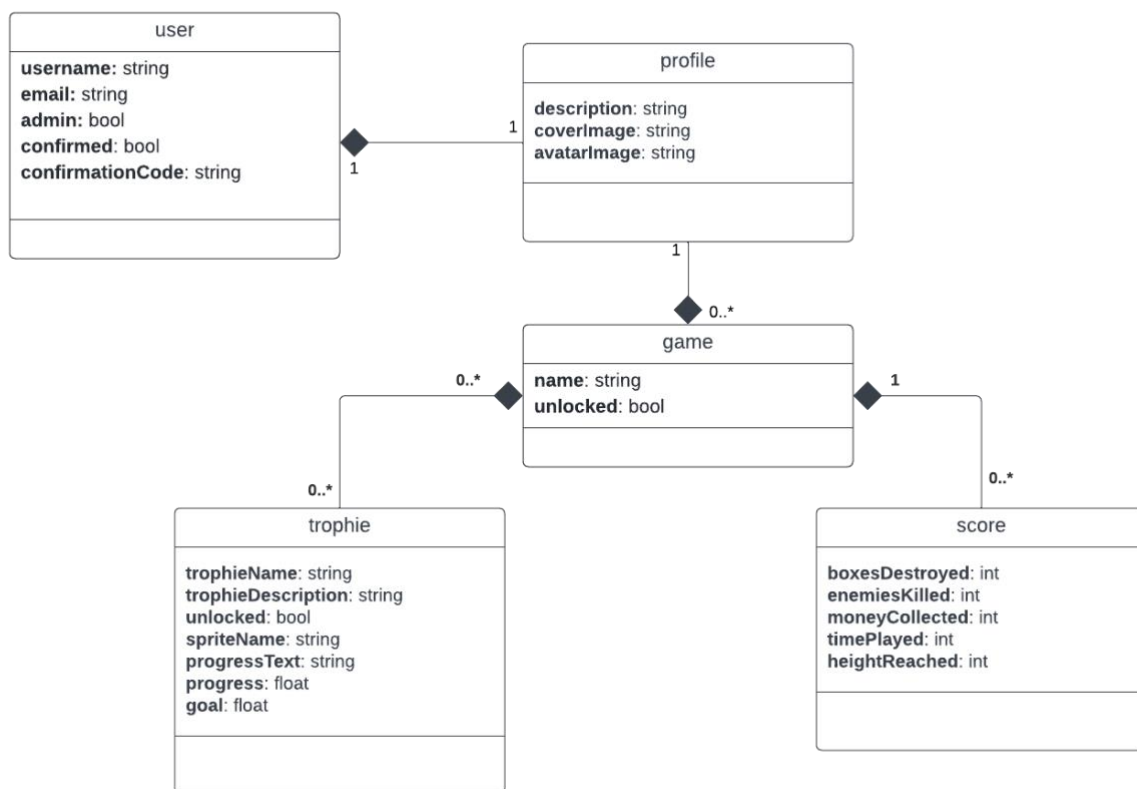 user
username: string
email: string
admin: bool
confirmed: bool
confirmationCode: string
1
1
profile
description: string
coverImage: string
avatarImage: string
1
0..*
game
name: string
unlocked: bool
0..*
0..*
1
0..*
trophie
trophieName: string
trophieDescription: string
unlocked: bool
spriteName: string
progressText: string
progress: float
goal: float
score
boxesDestroyed: int
enemiesKilled: int
moneyCollected: int
timePlayed: int
heightReached: int